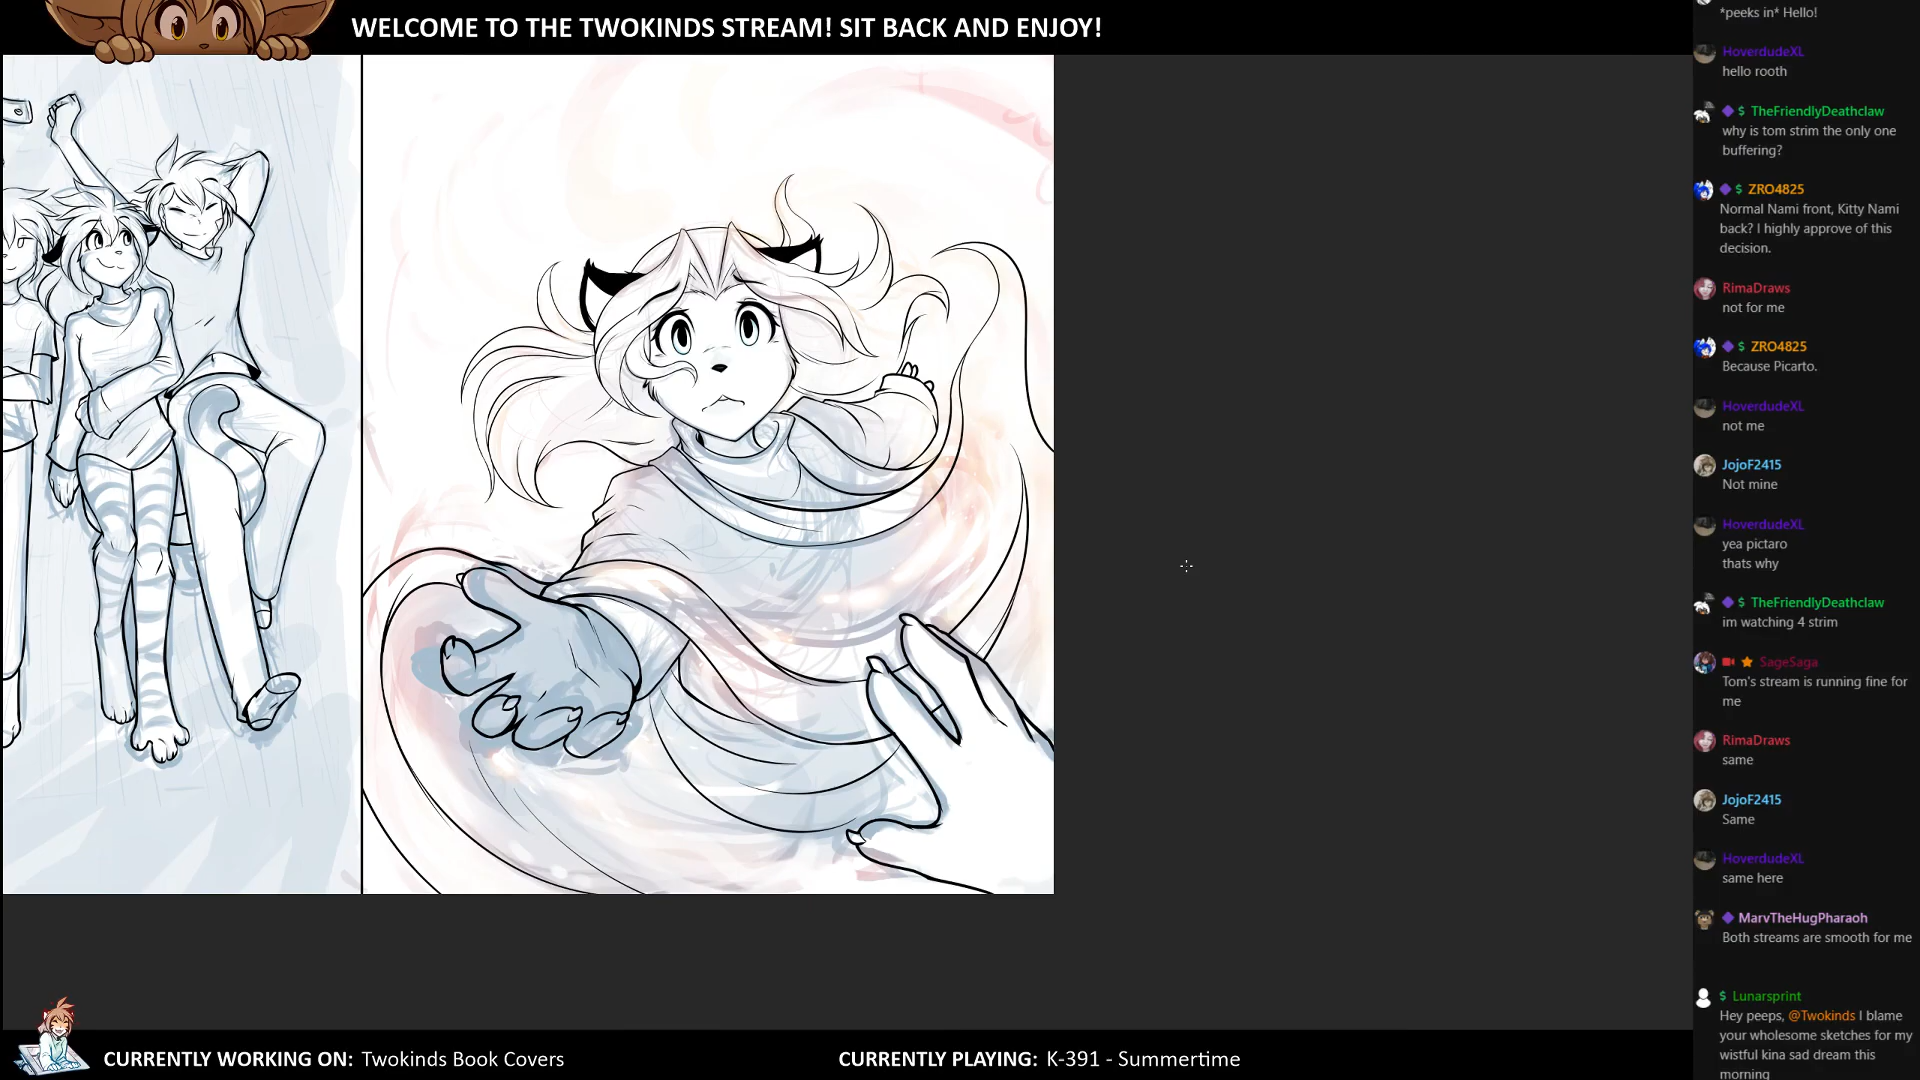 WELCOME TO THE TWOKINDS STREAM! SIT BACK AND ENJOY!
*peeks in* Hello!
HoverdudeXL
hello rooth
$ TheFriendlyDeathclaw
why is tom strim the only one
buffering?
$ ZRO4825
Normal Nami front, Kitty Nami
back? I highly approve of this
decision.
RimaDraws
not for me
$ ZRO4825
Because Picarto.
HoverdudeXL
not me
JojoF2415
Not mine
HoverdudeXL
yea pictaro
thats why
$ TheFriendlyDeathclaw
im watching 4 strim
SageSaga
Tom's stream is running fine for
me
RimaDraws
same
JojoF2415
Same
HoverdudeXL
same here
MarvTheHugPharaoh
Both streams are smooth for me
$ Lunarsprint
Hey peeps, @Twokinds I blame
your wholesome sketches for my
wistful kina sad dream this
morning
CURRENTLY WORKING ON: Twokinds Book Covers
CURRENTLY PLAYING: K-391 - Summertime